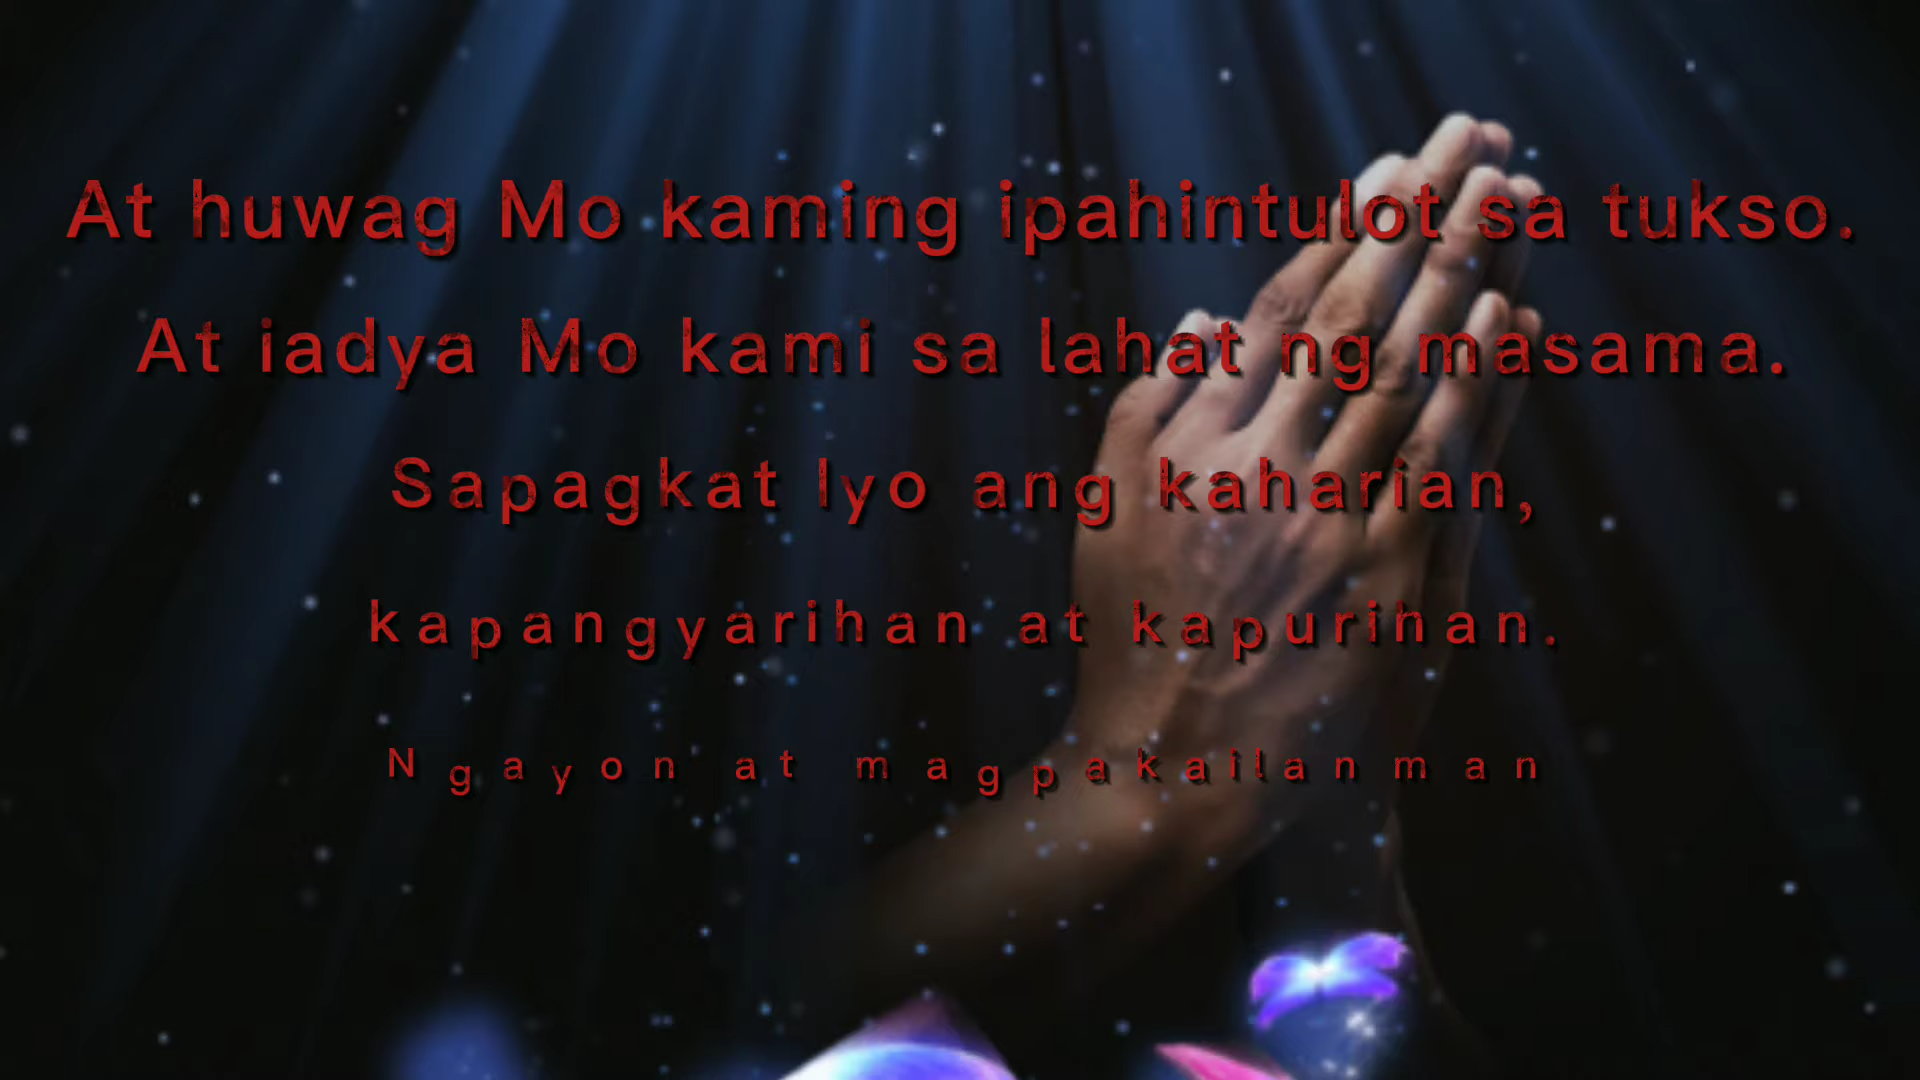 At huwag Mo kaming ipahintulot sa tukso.
At iadya Mo kami sa lahat ng masama.
Sapagkat Iyo ang kaharian,
kapangyarihan at kapurihan.
Ngayon at magpakailanman